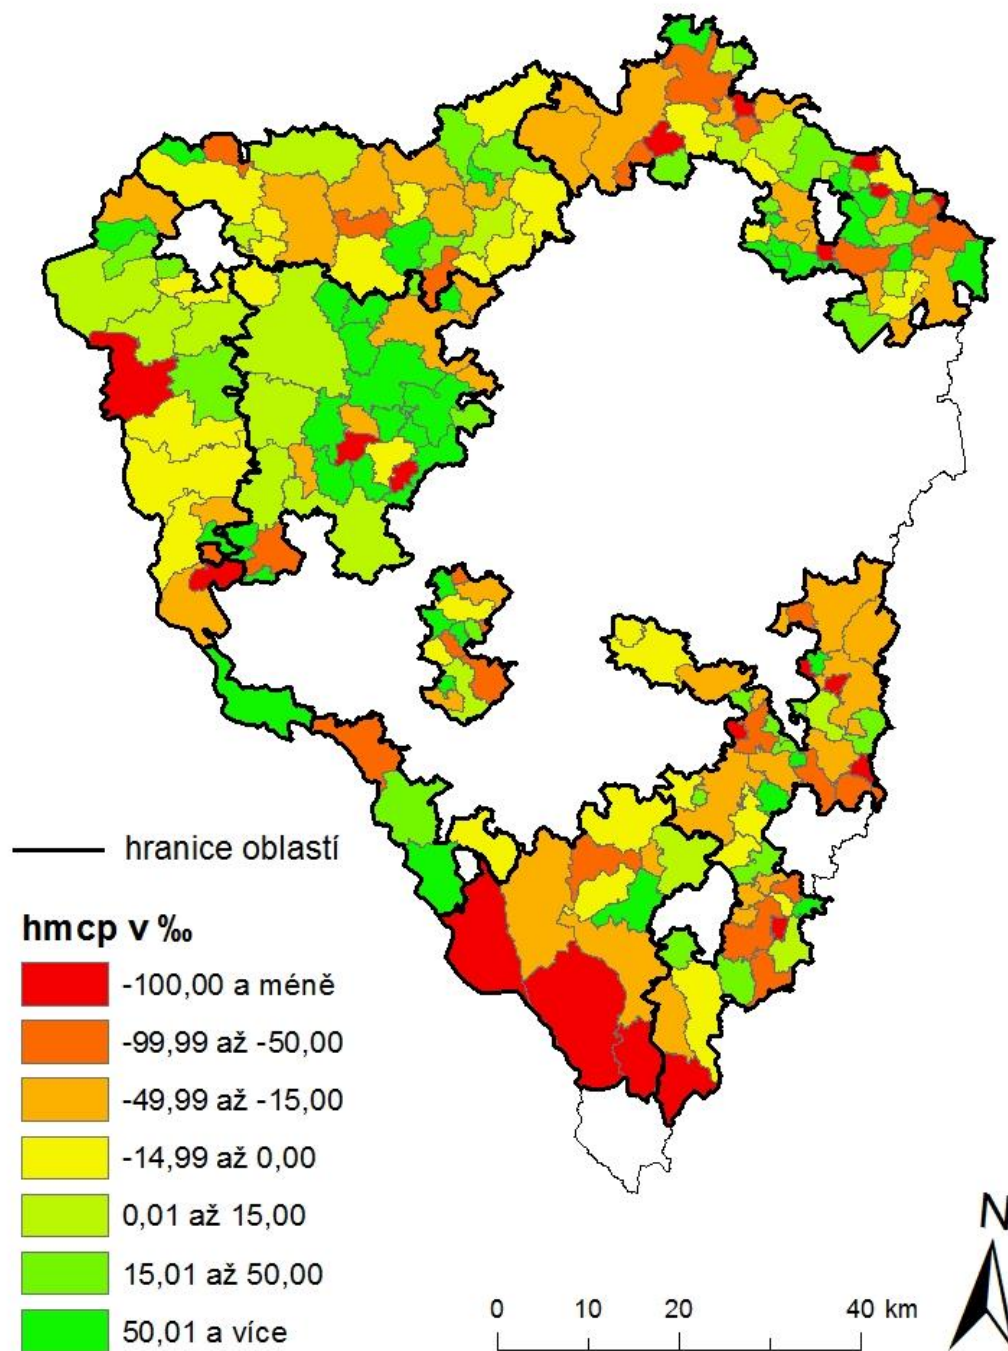 hranice oblastí
hmcp v ‰
-100,00 a méně
-99,99 až -50,00
-49,99 až -15,00
-14,99 až 0,00
0,01 až 15,00
15,01 až 50,00
50,01 a více
N
0 10 20 40 km